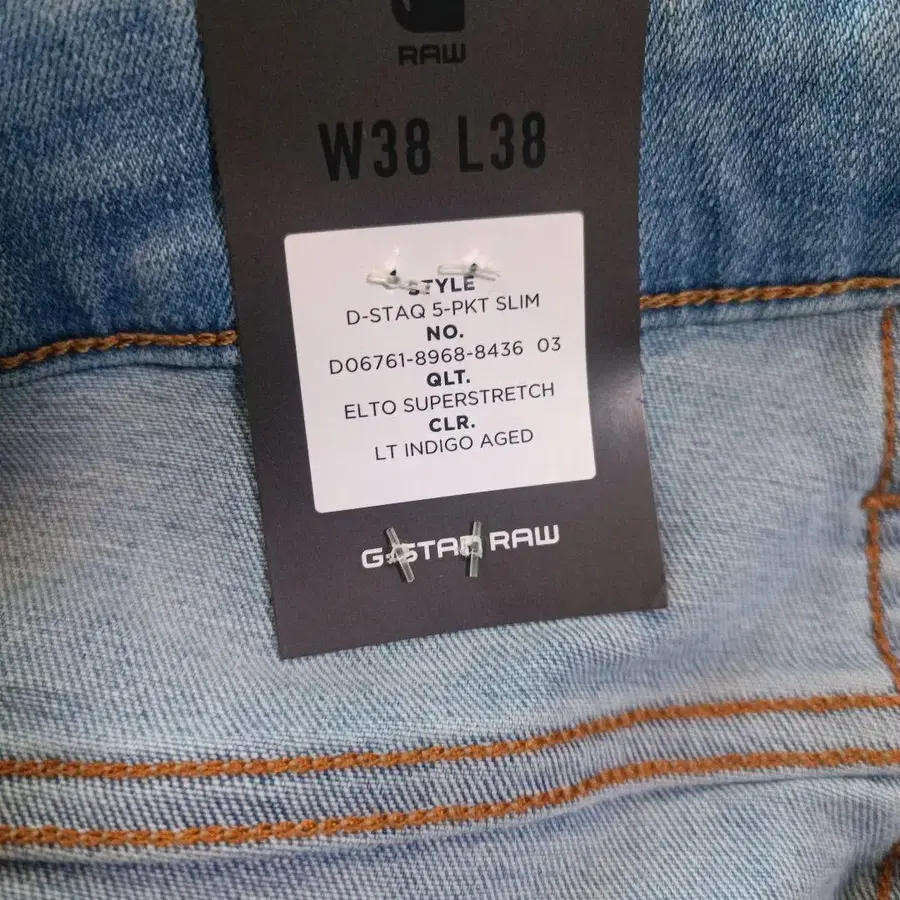 RAW
W38 L38
STYLE
D-STAQ 5-PKT SLIM
NO.
D06761-8968-8436 03
QLT.
ELTO SUPERSTRETCH
CLR.
LT INDIGO AGED
G-STAR RAW